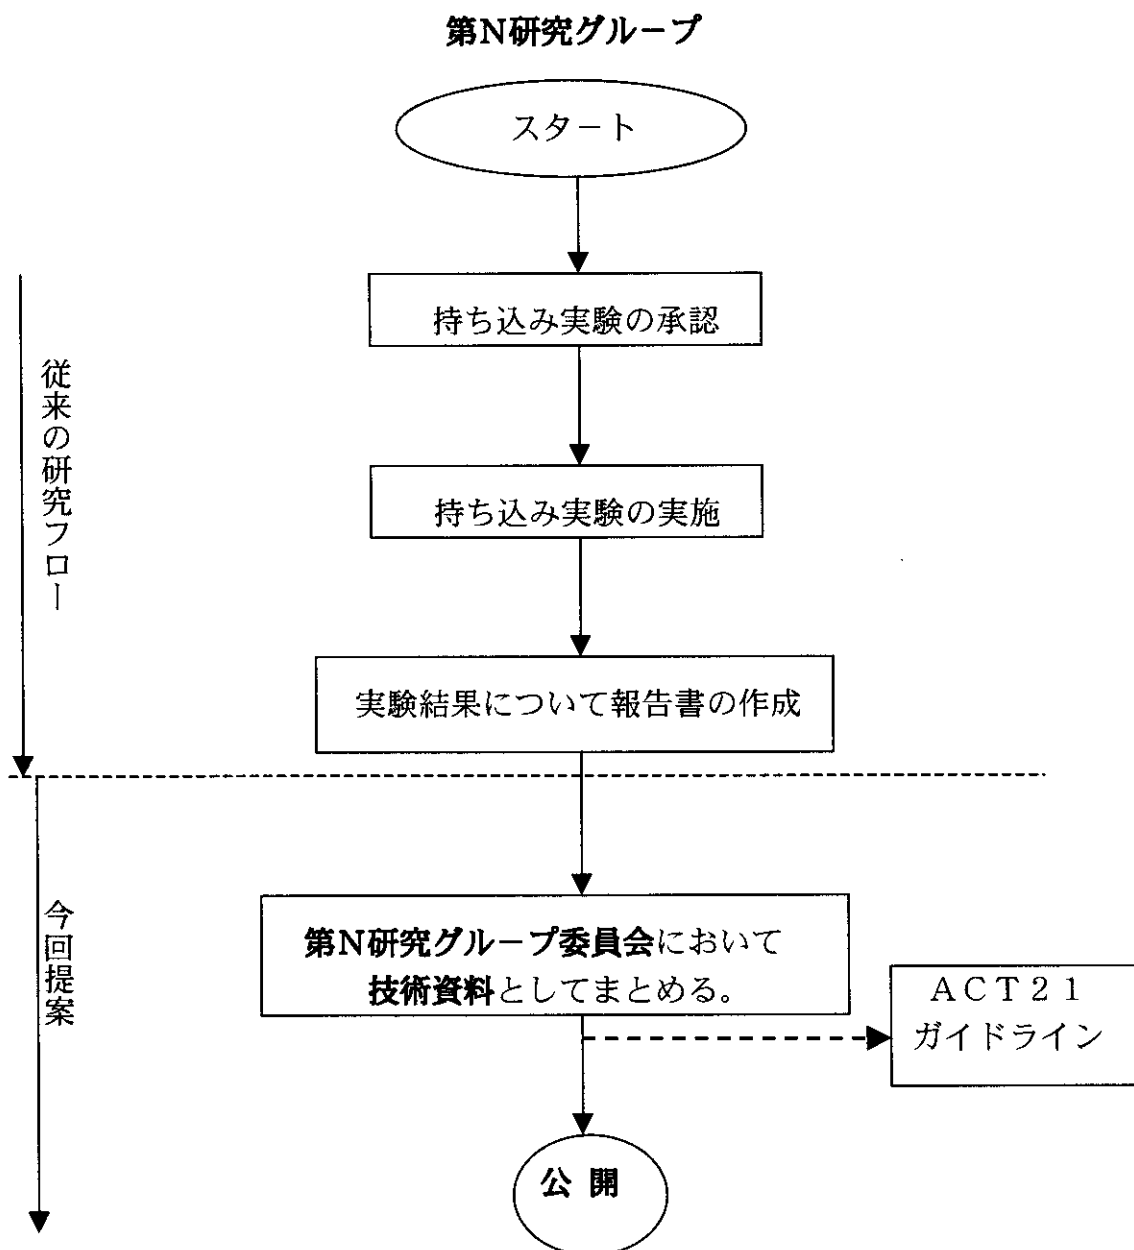 第N研究グループ
スタート
持ち込み実験の承認
持ち込み実験の実施
従来の研究フロー
実験結果について報告書の作成
第N研究グループ委員会において
技術資料としてまとめる。
今回提案
ＡＣＴ２１
ガイドライン
公 開